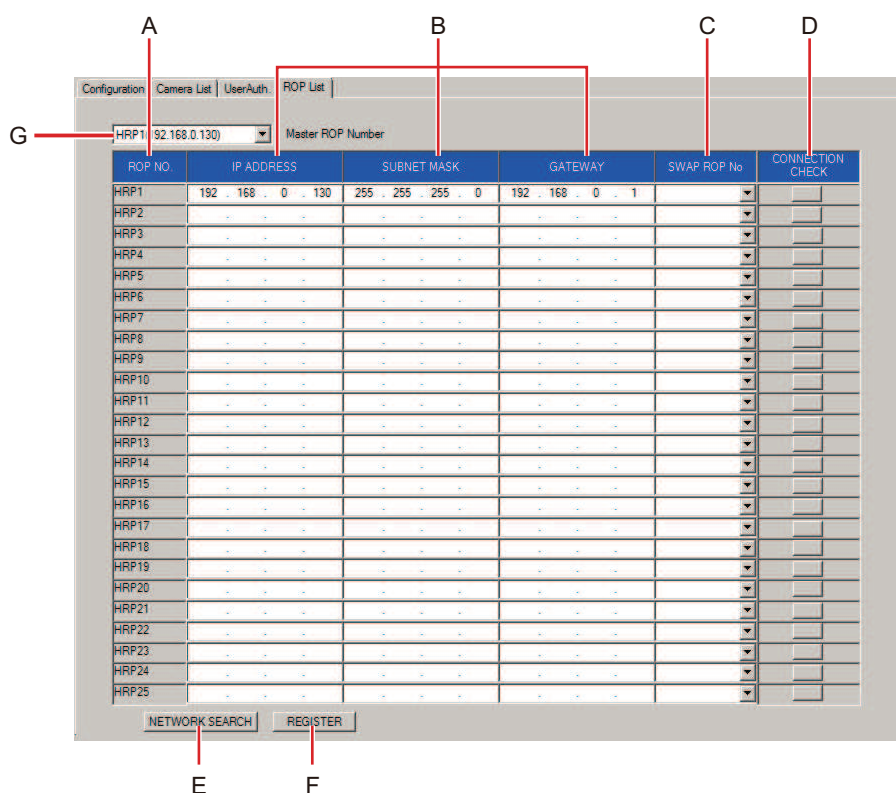 A B C D
Configuration Camera List UserAuth. ROP List
G
HRP1(192.168.0.130) Master ROP Number
ROP NO. IP ADDRESS SUBNET MASK GATEWAY SWAP ROP No CONNECTION CHECK
HRP1 192 . 168 . 0 . 130 255 . 255 . 255 . 0 192 . 168 . 0 . 1
HRP2 . . . . . . . . .
HRP3 . . . . . . . . .
HRP4 . . . . . . . . .
HRP5 . . . . . . . . .
HRP6 . . . . . . . . .
HRP7 . . . . . . . . .
HRP8 . . . . . . . . .
HRP9 . . . . . . . . .
HRP10 . . . . . . . . .
HRP11 . . . . . . . . .
HRP12 . . . . . . . . .
HRP13 . . . . . . . . .
HRP14 . . . . . . . . .
HRP15 . . . . . . . . .
HRP16 . . . . . . . . .
HRP17 . . . . . . . . .
HRP18 . . . . . . . . .
HRP19 . . . . . . . . .
HRP20 . . . . . . . . .
HRP21 . . . . . . . . .
HRP22 . . . . . . . . .
HRP23 . . . . . . . . .
HRP24 . . . . . . . . .
HRP25 . . . . . . . . .
NETWORK SEARCH REGISTER
E F